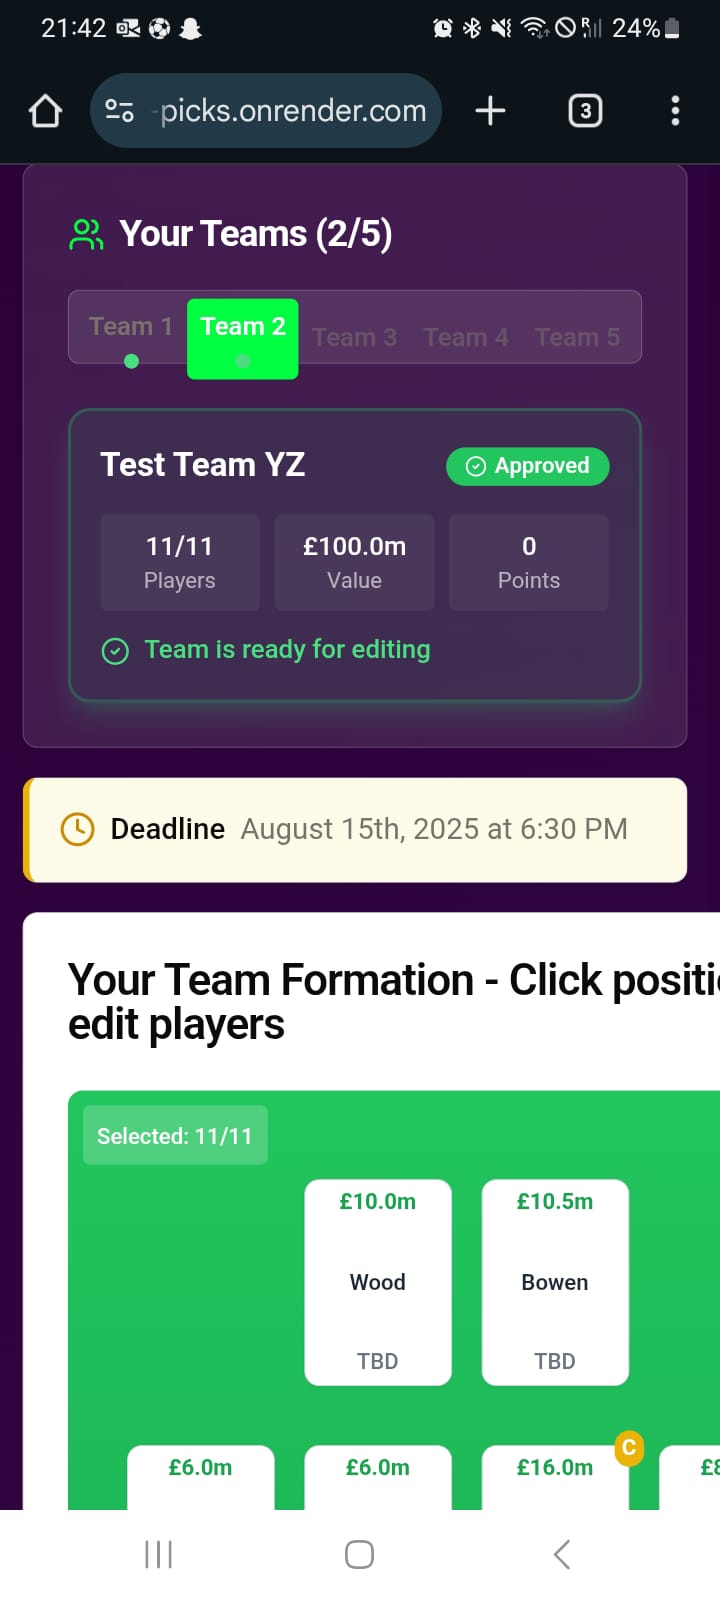 21:42
R
24%
-picks.onrender.com
3
Your Teams (2/5)
Team 1 Team 2 Team 3 Team 4 Team 5
Test Team YZ
Approved
11/11 £100.0m 0
Players Value Points
Team is ready for editing
Deadline August 15th, 2025 at 6:30 PM
Your Team Formation - Click
edit players
Selected: 11/11
£10.0m £10.5m
Wood Bowen
TBD TBD
C
£6.0m £6.0m £16.0m